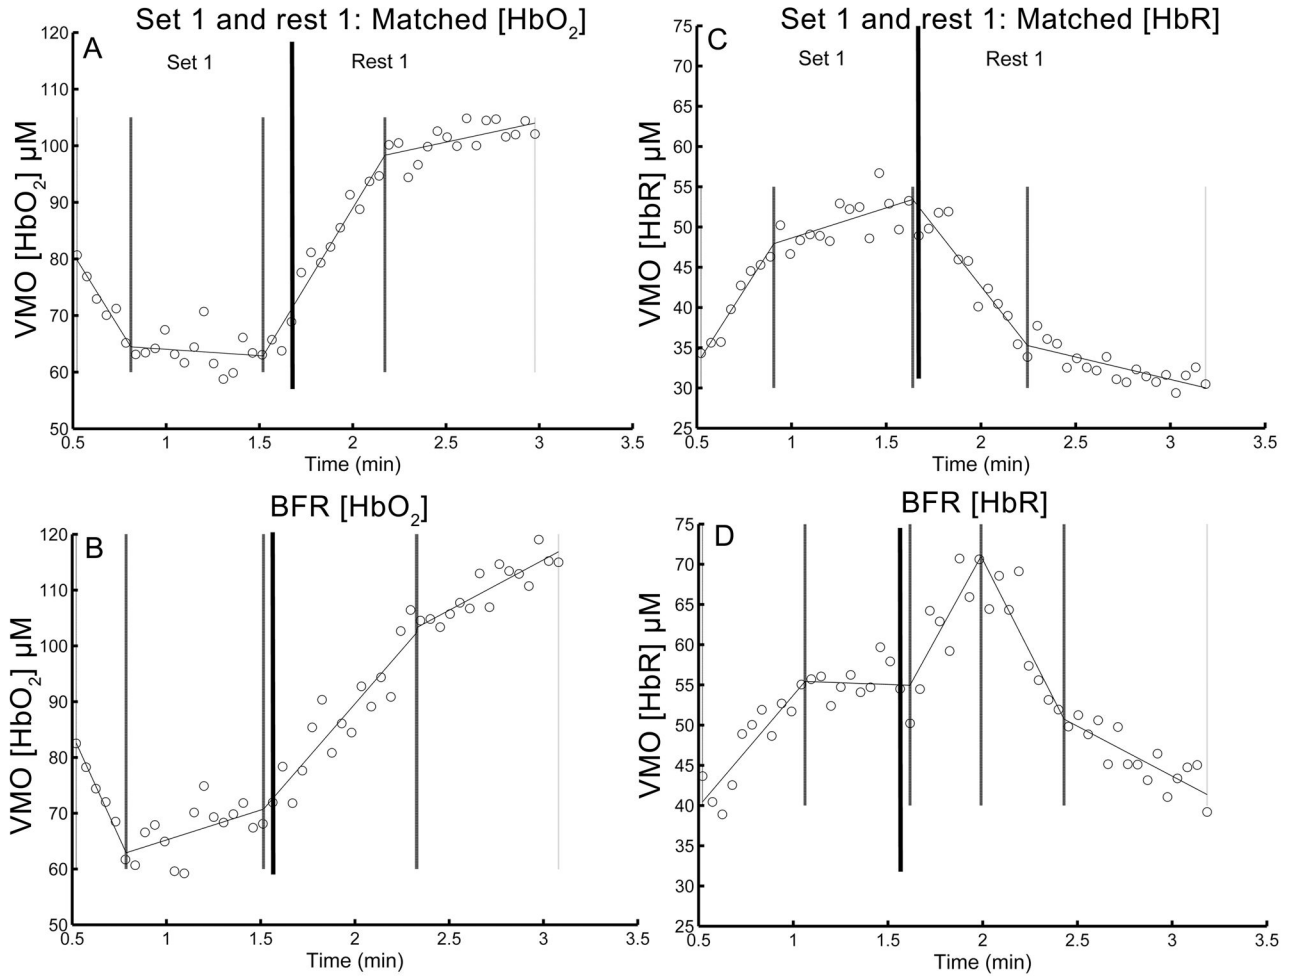 Set 1 and rest 1: Matched [HbO2]
A
Set 1
Rest 1
VMO [HbO2] µM
120
110
100
90
80
70
60
50
0.5 1 1.5 2 2.5 3 3.5
Time (min)
Set 1 and rest 1: Matched [HbR]
C
Set 1
Rest 1
VMO [HbR] µM
75
70
65
60
55
50
45
40
35
30
25
0.5 1 1.5 2 2.5 3 3.5
Time (min)
BFR [HbO2]
B
VMO [HbO2] µM
120
110
100
90
80
70
60
50
0.5 1 1.5 2 2.5 3 3.5
Time (min)
BFR [HbR]
D
VMO [HbR] µM
75
70
65
60
55
50
45
40
35
30
25
0.5 1 1.5 2 2.5 3 3.5
Time (min)